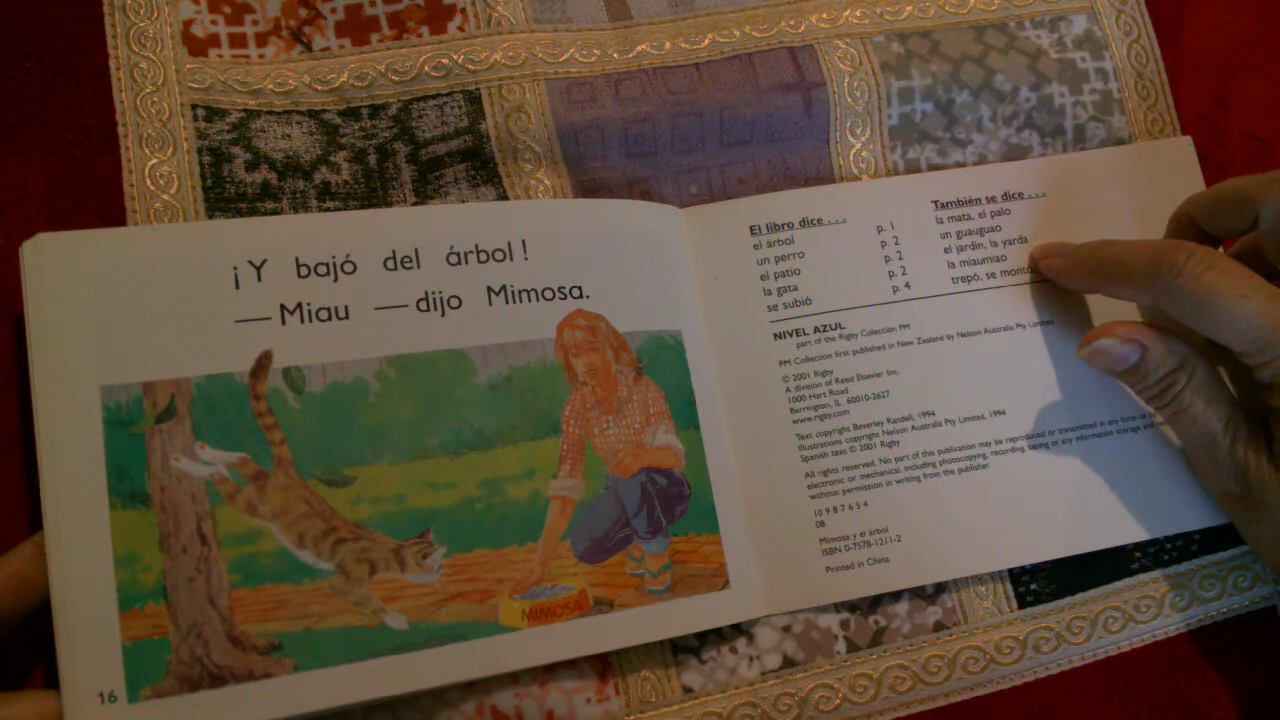 ¡Y bajó del árbol!
—Miau —dijo Mimosa.
MIMOSA
16
El libro dice . . .
el árbol p. 1
un perro p. 2
el patio p. 2
la gata p. 2
se subió p. 4
También se dice . . .
la mata, el palo
un guauguao
el jardín, la yarda
la miaumiao
trepó, se montó
NIVEL AZUL
part of the Rigby Colection PM
PM Collection first published in New Zealand by Nelson Australia Pty Limited
© 2001 Rigby
A division of Reed Elsevier Inc.
1000 Hart Road
Barrington, IL 60010-2627
www.rigby.com
Text copyright Beverley Randell, 1994
Illustrations copyright Nelson Australia Pty Limited, 1994
Spanish text © 2001 Rigby
All rights reserved. No part of this publication may be reproduced or transmitted in any form or
electronic or mechanical, including photocopying, recording, taping or any information storage and
without permission in writing from the publisher.
10 9 8 7 6 5 4
08
Mimosa y el árbol
ISBN 0-7578-1211-2
Printed in China